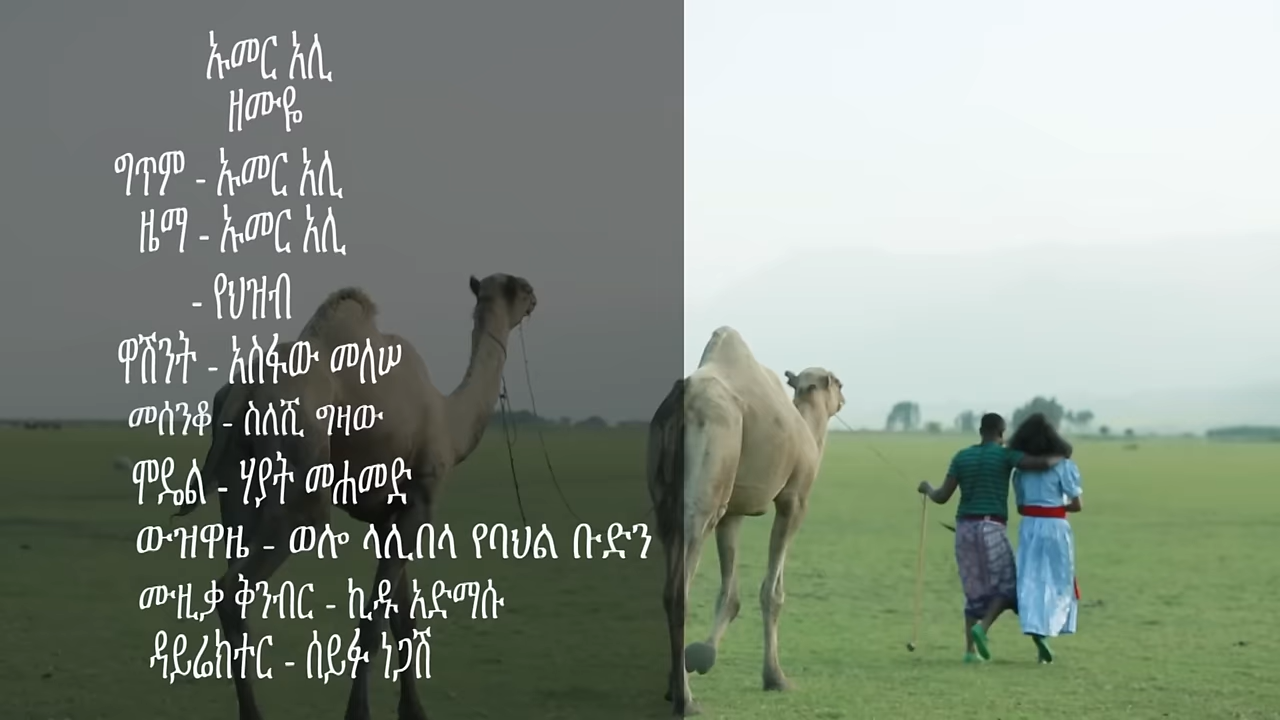 ኡመር አሊ
ዘሙዬ
ግጥም - ኡመር አሊ
ዜማ - ኡመር አሊ
- የህዝብ
ዋሽንት - አስፋው መለሠ
መሰንቆ - ስለሺ ግዛው
ሞዴል - ሃያት መሐመድ
ውዝዋዜ - ወሎ ላሊበላ የባህል ቡድን
ሙዚቃ ቅንብር - ኪዱ አድማሱ
ዳይሬክተር - ሰይፉ ነጋሽ